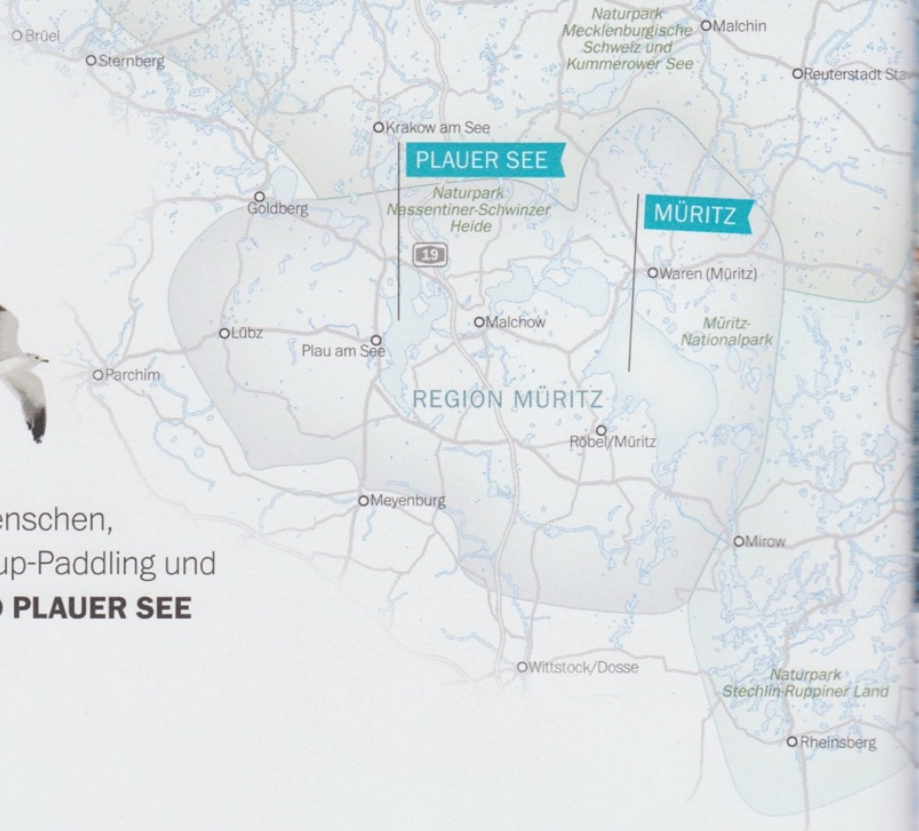 Naturpark
Mecklenburgische
Schweiz und
Kummerower See
Malchin
Brüel
Sternberg
Reuterstadt
Krakow am See
PLAUER SEE
Naturpark
Nassentiner-Schwinzer
Heide
Goldberg
MÜRITZ
19
Waren (Müritz)
Malchow
Müritz-
Nationalpark
Lübz
Plau am See
Parchim
REGION MÜRITZ
Röbel/Müritz
Meyenburg
enschen,
up-Paddling und
PLAUER SEE
Mirow
Wittstock/Dosse
Naturpark
Stechlin-Ruppiner Land
Rheinsberg